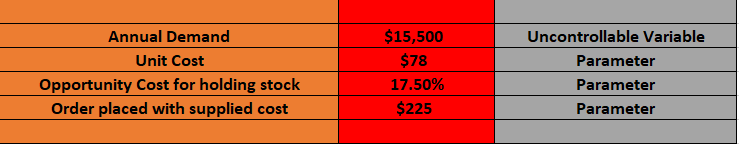 Annual Demand $15,500 Uncontrollable Variable
Unit Cost $78 Parameter
Opportunity Cost for holding stock 17.50% Parameter
Order placed with supplied cost $225 Parameter